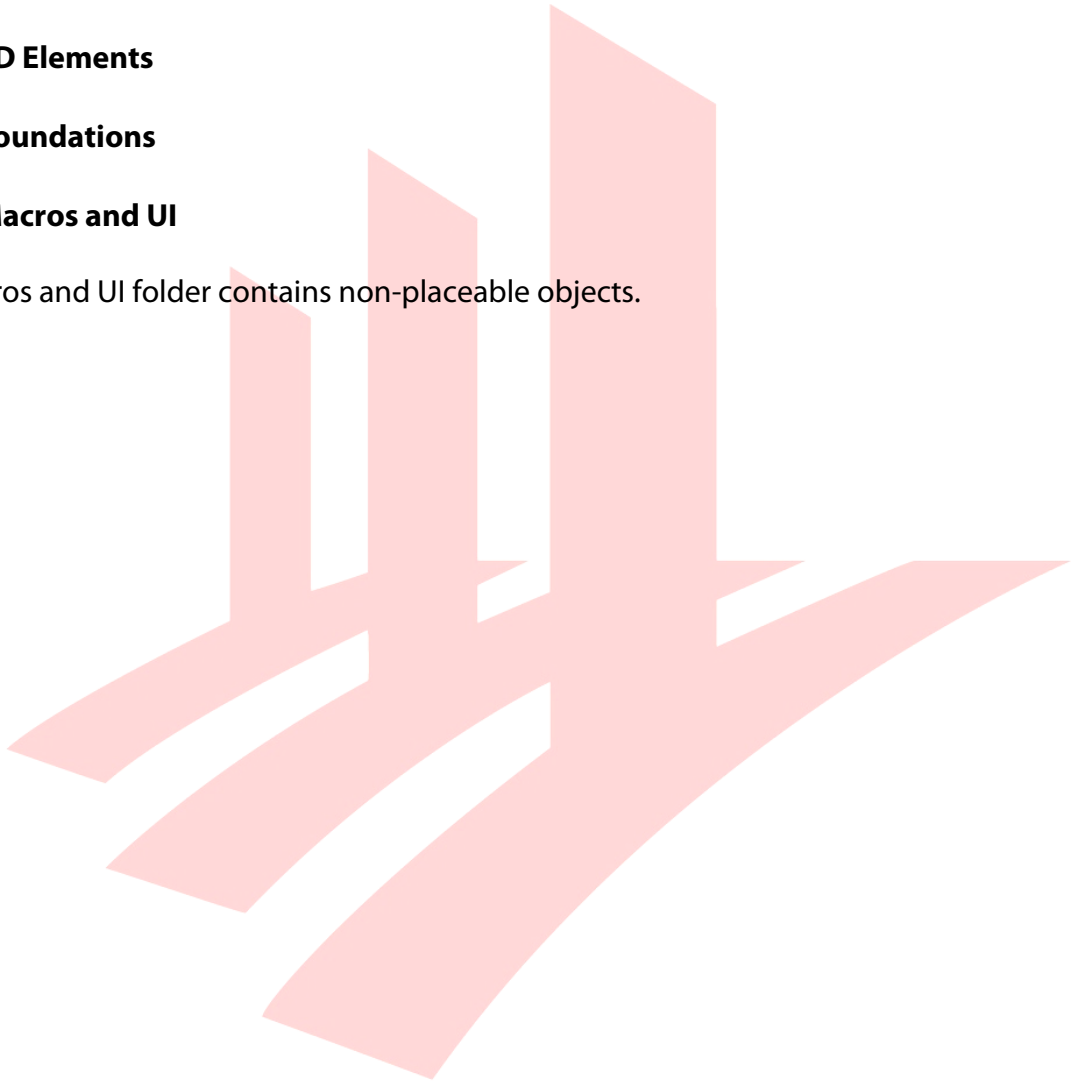 D Elements
oundations
acros and UI
ros and UI folder contains non-placeable objects.